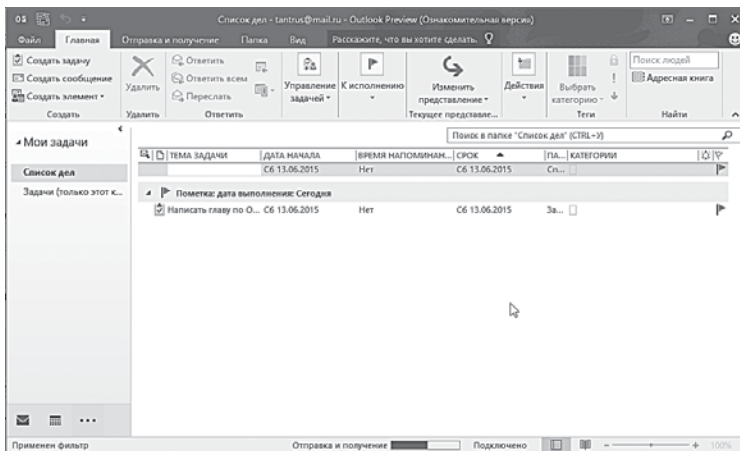 Список дел - tantrus@mail.ru - Outlook Preview (Ознакомительная версия)
Файл Главная Отправка и получение Папка Вид Расскажите, что вы хотите сделать.
Создать задачу
Создать сообщение
Создать элемент
Создать
Удалить
Удалить
Ответить
Ответить всем
Переслать
Ответить
Управление задачей
К исполнению
Изменить представление
Текущее представле...
Действия
Выбрать категорию
Теги
Поиск людей
Адресная книга
Найти
Мои задачи
Список дел
Задачи (только этот к...
Поиск в папке "Список дел" (CTRL+У)
ТЕМА ЗАДАЧИ ДАТА НАЧАЛА ВРЕМЯ НАПОМИНАН... СРОК ПА... КАТЕГОРИИ
Сб 13.06.2015 Нет Сб 13.06.2015 Сп...
Пометка: дата выполнения: Сегодня
Написать главу по О... Сб 13.06.2015 Нет Сб 13.06.2015 За...
Применен фильтр Отправка и получение Подключено 100%